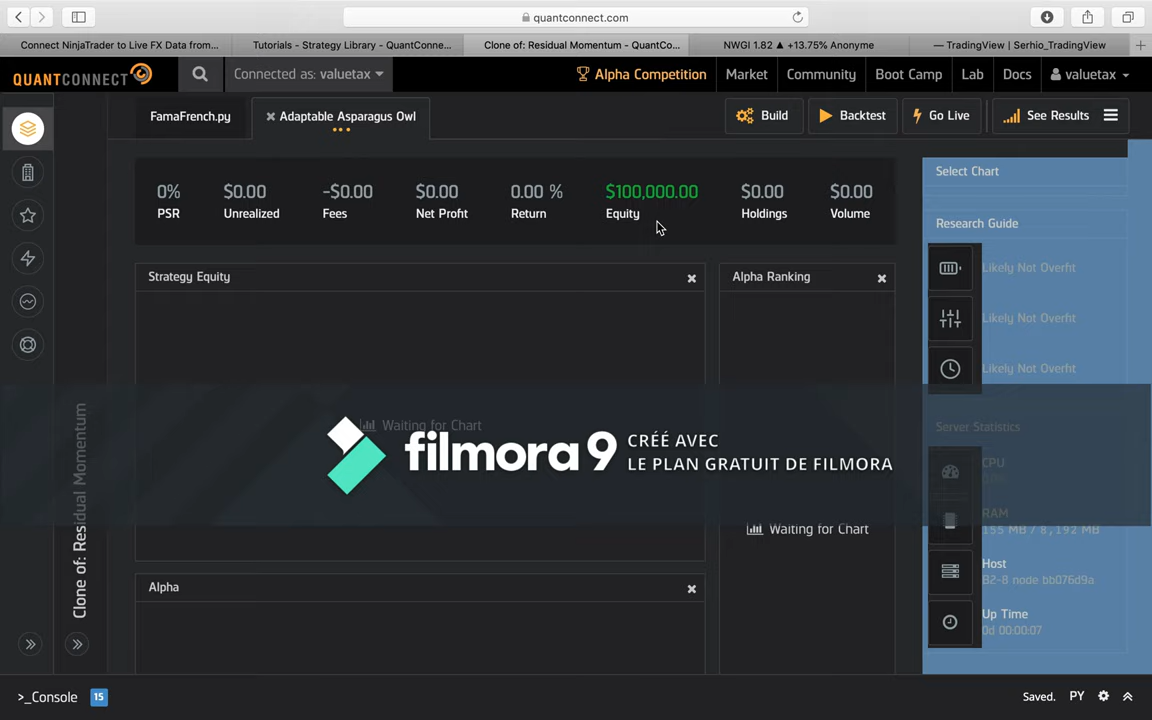 quantconnect.com
Connect NinjaTrader to Live FX Data from...
Tutorials - Strategy Library - QuantConne...
Clone of: Residual Momentum - QuantCo...
NWGI 1.82 ▲ +13.75% Anonyme
— TradingView | Serhio_TradingView
QUANTCONNECT
Connected as: valuetax
Alpha Competition
Market
Community
Boot Camp
Lab
Docs
valuetax
FamaFrench.py
Adaptable Asparagus Owl
Build
Backtest
Go Live
See Results
0%
PSR
$0.00
Unrealized
-$0.00
Fees
$0.00
Net Profit
0.00 %
Return
$100,000.00
Equity
$0.00
Holdings
$0.00
Volume
Select Chart
Research Guide
Likely Not Overfit
Likely Not Overfit
Likely Not Overfit
Strategy Equity
Alpha Ranking
Waiting for Chart
filmora 9
CRÉÉ AVEC
LE PLAN GRATUIT DE FILMORA
Server Statistics
CPU
RAM
155 MB / 8,192 MB
Host
B2-8 node bb076d9a
Up Time
0d 00:00:07
Waiting for Chart
Clone of: Residual Momentum
Alpha
>_Console
15
Saved.
PY